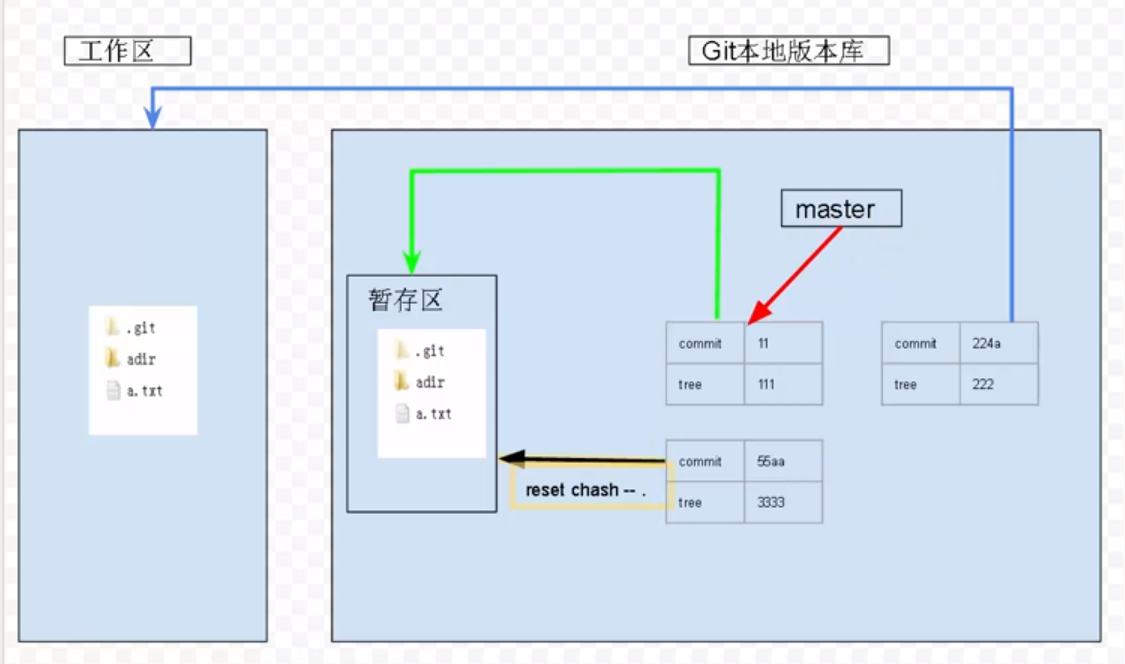 工作区
Git本地版本库
master
暂存区
.git
adir
a.txt
.git
adir
a.txt
commit 11
tree 111
commit 224a
tree 222
commit 55aa
tree 3333
reset chash -- .